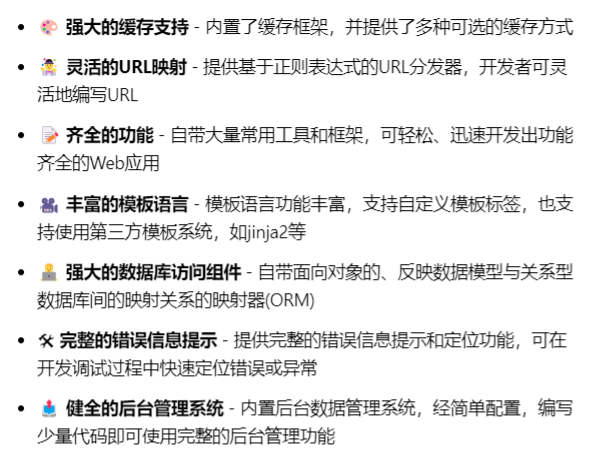 强大的缓存支持 - 内置了缓存框架，并提供了多种可选的缓存方式
灵活的URL映射 - 提供基于正则表达式的URL分发器，开发者可灵
活地编写URL
齐全的功能 - 自带大量常用工具和框架，可轻松、迅速开发出功能
齐全的Web应用
丰富的模板语言 - 模板语言功能丰富，支持自定义模板标签，也支
持使用第三方模板系统，如jinja2等
强大的数据库访问组件 - 自带面向对象的、反映数据模型与关系型
数据库间的映射关系的映射器(ORM)
完整的错误信息提示 - 提供完整的错误信息提示和定位功能，可在
开发调试过程中快速定位错误或异常
健全的后台管理系统 - 内置后台数据管理系统，经简单配置，编写
少量代码即可使用完整的后台管理功能